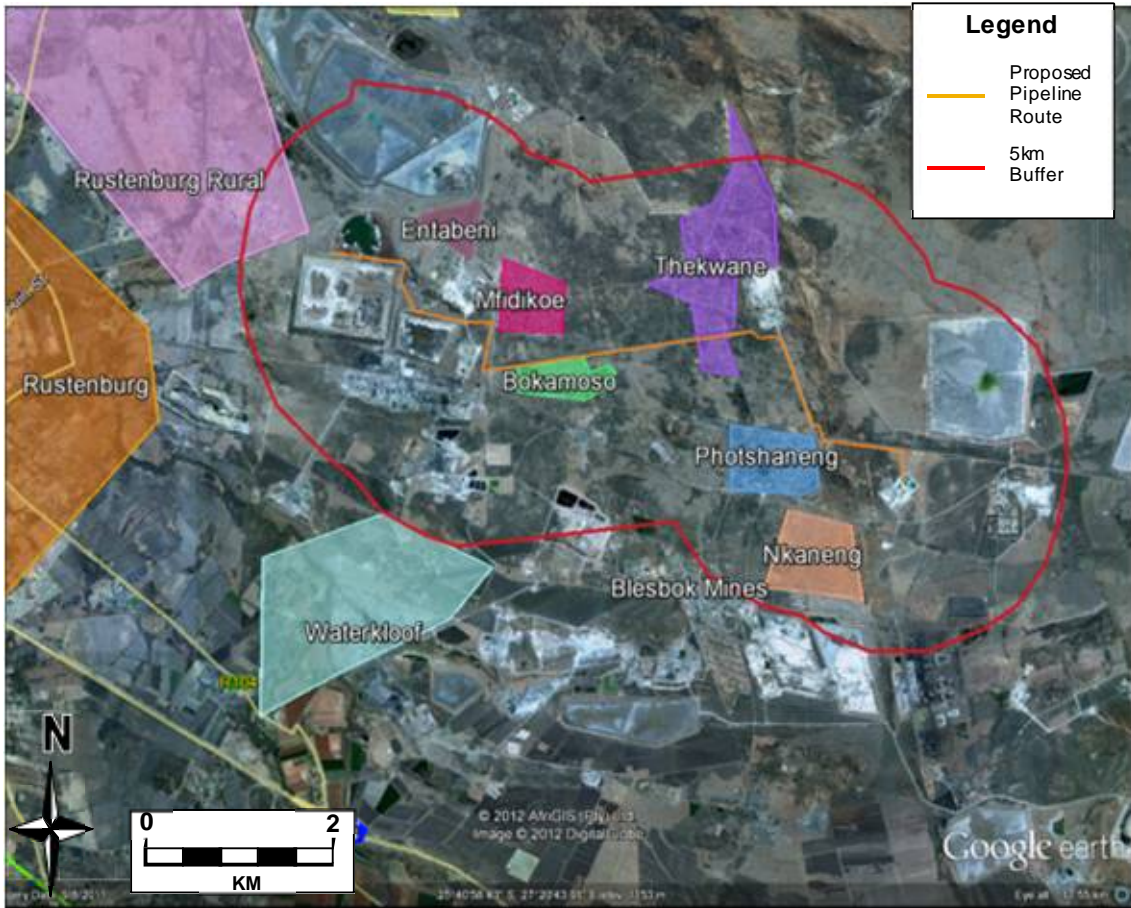 Legend
Proposed
Pipeline
Route
5km
Buffer
Rustenburg Rural
Entabeni
Thekwane
Mfidikoe
Rustenburg
Bokamoso
Photshaneng
Nkaneng
Blesbok Mines
Waterkloof
R104
N
0 2
KM
© 2012 AfriGIS (Pty) Ltd.
Image © 2012 DigitalGlobe
Google earth